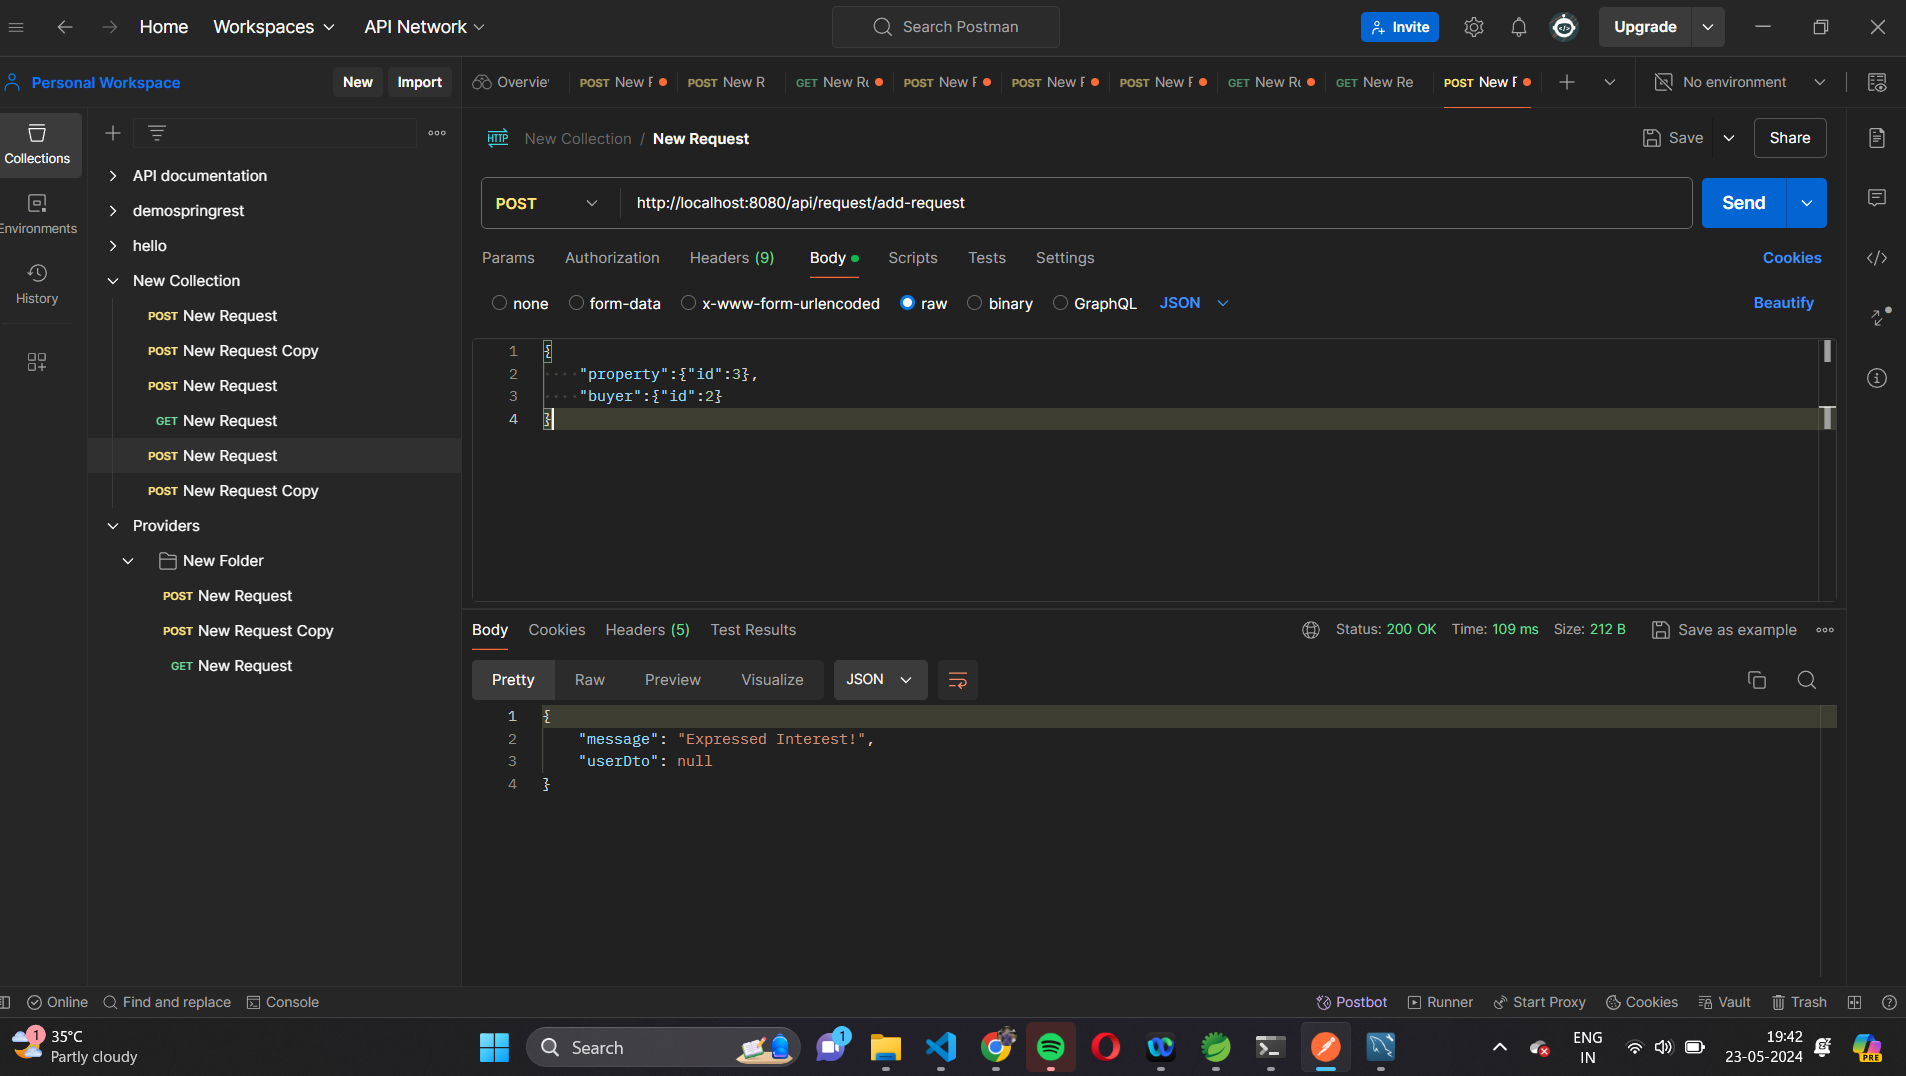 Home Workspaces API Network Search Postman Invite Upgrade
Personal Workspace New Import
Overvie POST New F POST New R GET New Re POST New F POST New F POST New F GET New Re GET New Re POST New F No environment
Collections
Environments
History
API documentation
demospringrest
hello
New Collection
POST New Request
POST New Request Copy
POST New Request
GET New Request
POST New Request
POST New Request Copy
Providers
New Folder
POST New Request
POST New Request Copy
GET New Request
HTTP New Collection / New Request Save Share
POST http://localhost:8080/api/request/add-request Send
Params Authorization Headers (9) Body Scripts Tests Settings Cookies
none form-data x-www-form-urlencoded raw binary GraphQL JSON Beautify
1 {
2 "property":{"id":3},
3 "buyer":{"id":2}
4 }
Body Cookies Headers (5) Test Results Status: 200 OK Time: 109 ms Size: 212 B Save as example
Pretty Raw Preview Visualize JSON
1 {
2 "message": "Expressed Interest!",
3 "userDto": null
4 }
Online Find and replace Console Postbot Runner Start Proxy Cookies Vault Trash
1 35°C
Partly cloudy
Search
1
PRE
ENG
IN
19:42
23-05-2024